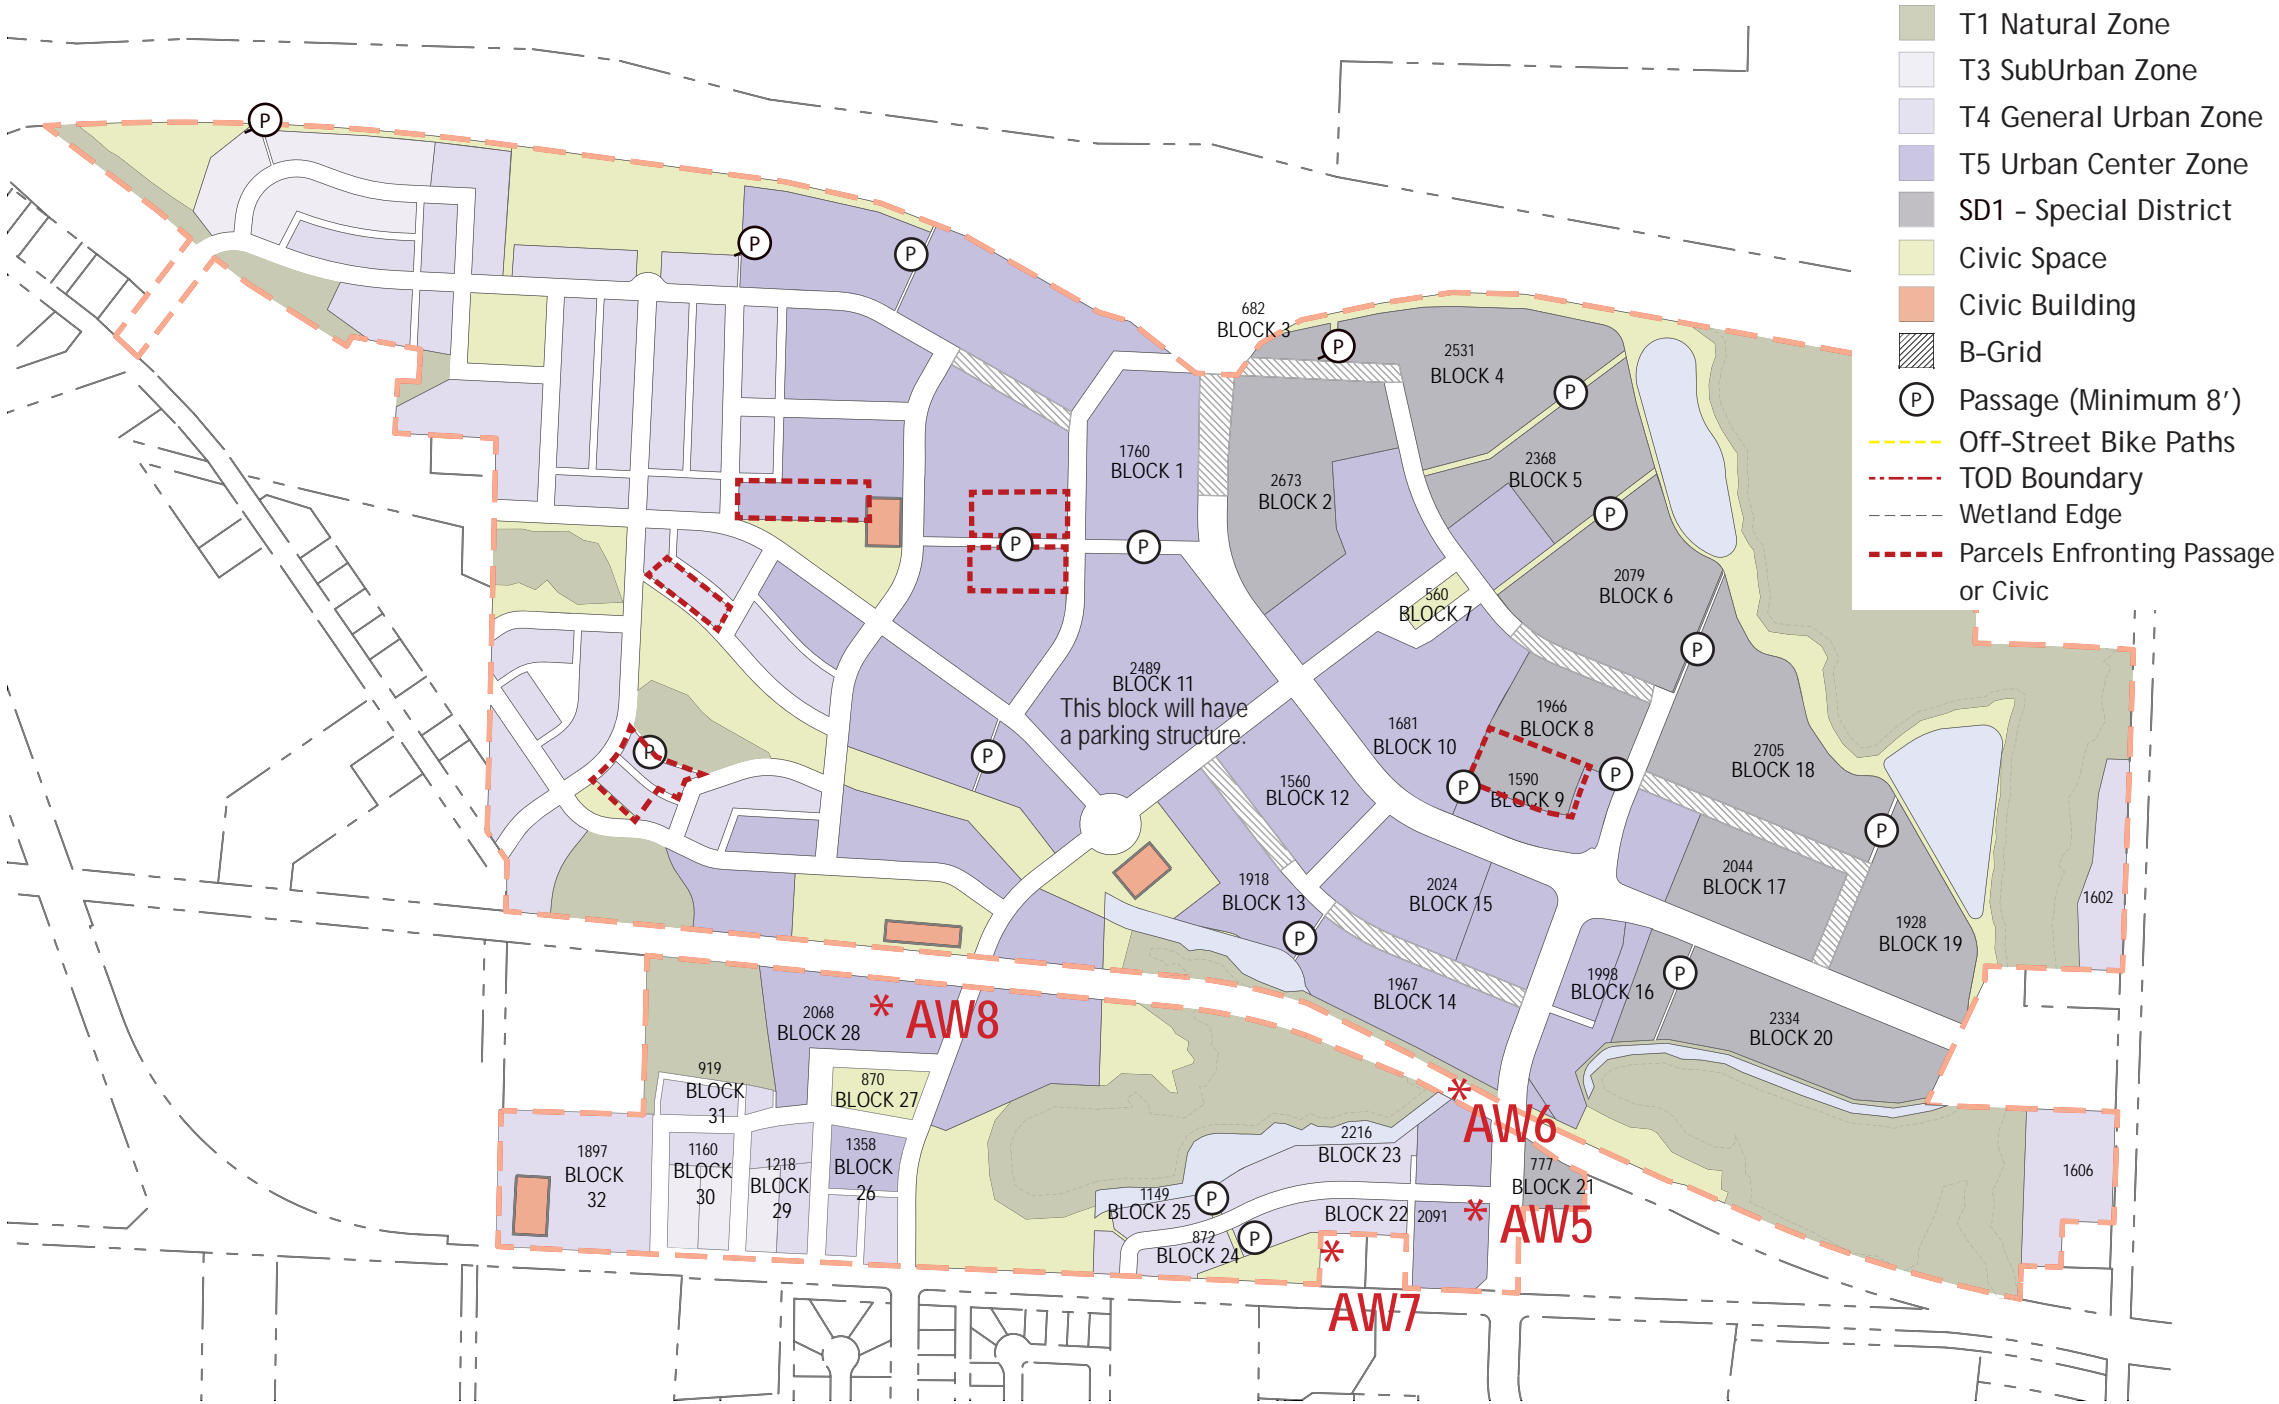 T1 Natural Zone
T3 SubUrban Zone
T4 General Urban Zone
T5 Urban Center Zone
SD1 - Special District
Civic Space
Civic Building
B-Grid
P Passage (Minimum 8')
Off-Street Bike Paths
TOD Boundary
Wetland Edge
Parcels Enfronting Passage
or Civic
P
P
P
682
BLOCK 3
P
2531
BLOCK 4
P
1760
BLOCK 1
2673
BLOCK 2
2368
BLOCK 5
P
P
P
2079
BLOCK 6
560
BLOCK 7
P
2489
BLOCK 11
This block will have
a parking structure.
1681
BLOCK 10
1966
BLOCK 8
P
P
2705
BLOCK 18
1560
BLOCK 12
P
1590
BLOCK 9
P
P
1918
BLOCK 13
2024
BLOCK 15
2044
BLOCK 17
1602
P
1928
BLOCK 19
1998
BLOCK 16
P
1967
BLOCK 14
2334
BLOCK 20
2068
BLOCK 28
* AW8
919
BLOCK
31
870
BLOCK 27
*
AW6
1897
BLOCK
32
1160
BLOCK
30
1218
BLOCK
29
1358
BLOCK
26
2216
BLOCK 23
777
BLOCK 21
1606
1149
BLOCK 25
P
BLOCK 22
2091
* AW5
872
BLOCK 24
P
*
AW7